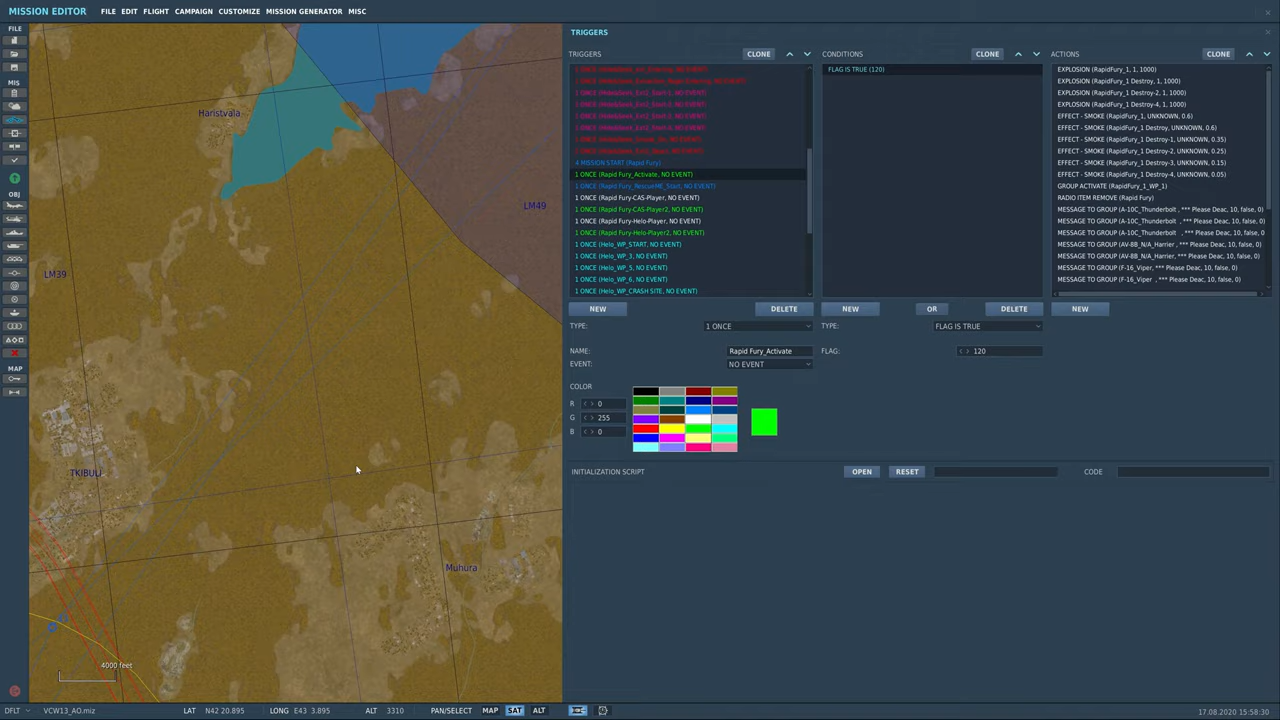 MISSION EDITOR FILE EDIT FLIGHT CAMPAIGN CUSTOMIZE MISSION GENERATOR MISC
FILE
MIS
OBJ
MAP
Haristvala
LM49
LM39
TKIBULI
Muhura
4000 feet
TRIGGERS
TRIGGERS CLONE
4 MISSION START (Rapid Fury)
1 ONCE (Rapid Fury_Activate, NO EVENT)
1 ONCE (Rapid Fury_RescueME_Start, NO EVENT)
1 ONCE (Rapid Fury-CAS-Player, NO EVENT)
1 ONCE (Rapid Fury-CAS-Player2, NO EVENT)
1 ONCE (Rapid Fury-Helo-Player, NO EVENT)
1 ONCE (Rapid Fury-Helo-Player2, NO EVENT)
1 ONCE (Helo_WP_START, NO EVENT)
1 ONCE (Helo_WP_3, NO EVENT)
1 ONCE (Helo_WP_5, NO EVENT)
1 ONCE (Helo_WP_6, NO EVENT)
1 ONCE (Helo_WP_CRASH SITE, NO EVENT)
NEW DELETE
TYPE: 1 ONCE
NAME: Rapid Fury_Activate
EVENT: NO EVENT
COLOR
R < > 0
G < > 255
B < > 0
CONDITIONS CLONE
FLAG IS TRUE (120)
NEW OR DELETE
TYPE: FLAG IS TRUE
FLAG: < > 120
ACTIONS CLONE
EXPLOSION (RapidFury_1, 1, 1000)
EXPLOSION (RapidFury_1 Destroy, 1, 1000)
EXPLOSION (RapidFury_1 Destroy-2, 1, 1000)
EXPLOSION (RapidFury_1 Destroy-4, 1, 1000)
EFFECT - SMOKE (RapidFury_1, UNKNOWN, 0.6)
EFFECT - SMOKE (RapidFury_1 Destroy, UNKNOWN, 0.6)
EFFECT - SMOKE (RapidFury_1 Destroy-1, UNKNOWN, 0.35)
EFFECT - SMOKE (RapidFury_1 Destroy-2, UNKNOWN, 0.25)
EFFECT - SMOKE (RapidFury_1 Destroy-3, UNKNOWN, 0.15)
EFFECT - SMOKE (RapidFury_1 Destroy-4, UNKNOWN, 0.05)
GROUP ACTIVATE (RapidFury_1_WP_1)
RADIO ITEM REMOVE (Rapid Fury)
MESSAGE TO GROUP (A-10C_Thunderbolt , *** Please Deac, 10, false, 0)
MESSAGE TO GROUP (A-10C_Thunderbolt , *** Please Deac, 10, false, 0)
MESSAGE TO GROUP (A-10C_Thunderbolt , *** Please Deac, 10, false, 0)
MESSAGE TO GROUP (AV-8B_N/A_Harrier , *** Please Deac, 10, false, 0)
MESSAGE TO GROUP (AV-8B_N/A_Harrier , *** Please Deac, 10, false, 0)
MESSAGE TO GROUP (F-16_Viper, *** Please Deac, 10, false, 0)
MESSAGE TO GROUP (F-16_Viper , *** Please Deac, 10, false, 0)
NEW
INITIALIZATION SCRIPT OPEN RESET CODE
DFLT VCW13_AO.miz LAT N42 20.895 LONG E43 3.895 ALT 3310 PAN/SELECT MAP SAT ALT 17.08.2020 15:58:30